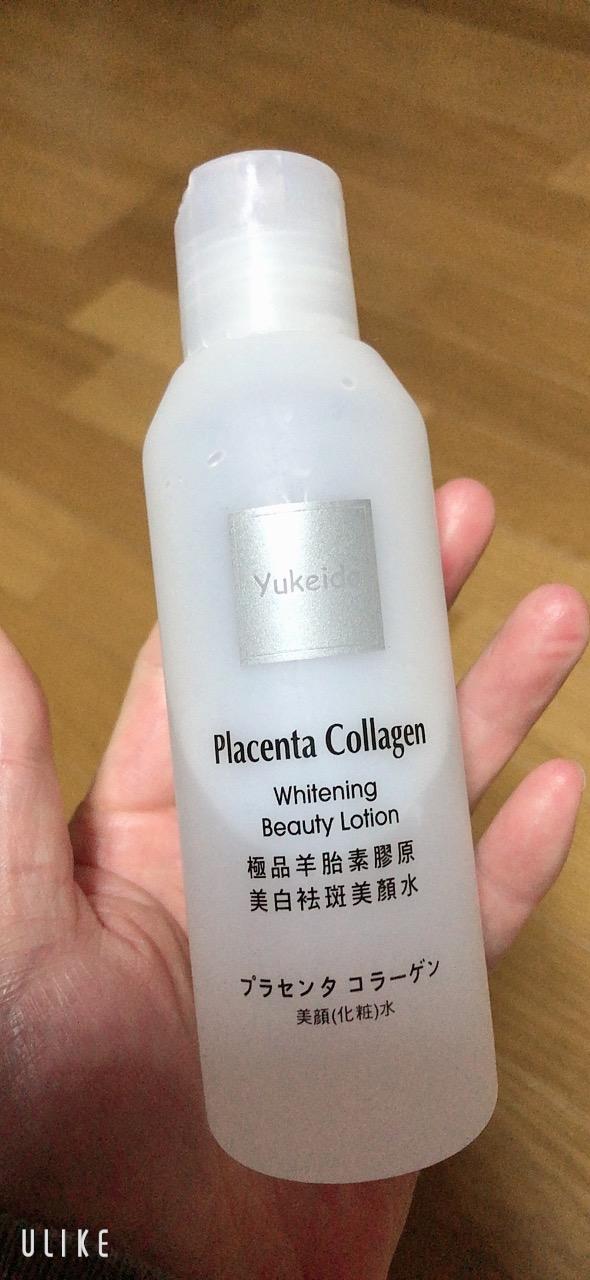 Yukeido
Placenta Collagen
Whitening
Beauty Lotion
極品羊胎素膠原
美白袪斑美顏水
プラセンタ コラーゲン
美顔(化粧)水
ULIKE